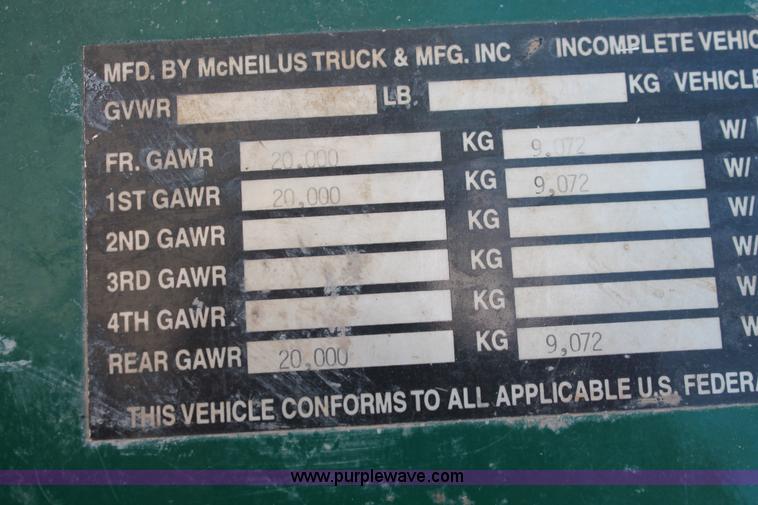 MFD. BY McNEILUS TRUCK & MFG. INC INCOMPLETE VEHIC
GVWR LB. KG VEHICLE
FR. GAWR 20,000 KG 9,072 W/
1ST GAWR 20,000 KG 9,072 W/
2ND GAWR KG W/
3RD GAWR KG W/
4TH GAWR KG W
REAR GAWR 20,000 KG 9,072 W
THIS VEHICLE CONFORMS TO ALL APPLICABLE U.S. FEDERA
www.purplewave.com